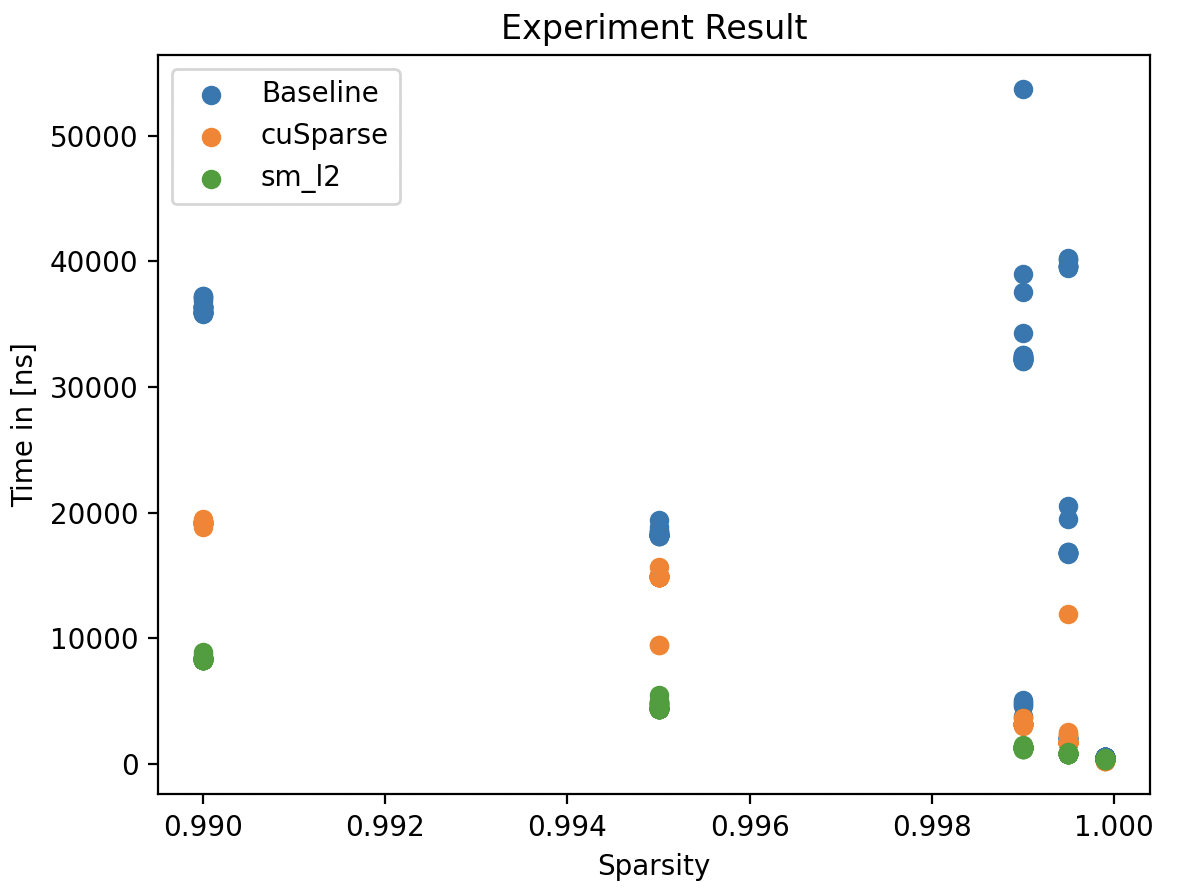 Experiment Result
Baseline
cuSparse
sm_l2
Time in [ns]
50000
40000
30000
20000
10000
0
0.990 0.992 0.994 0.996 0.998 1.000
Sparsity